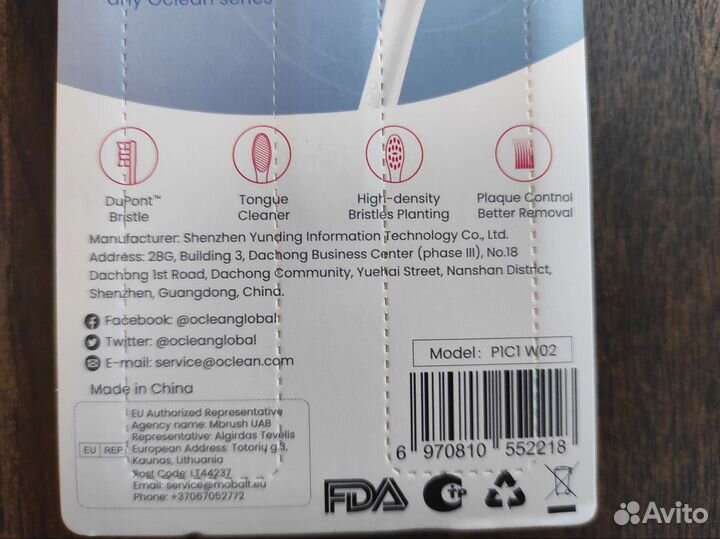 any Oclean series
DuPont™
Bristle
Tongue
Cleaner
High-density
Bristles Planting
Plaque Control
Better Removal
Manufacturer: Shenzhen Yunding Information Technology Co., Ltd.
Address: 28G, Building 3, Dachong Business Center (phase III), No.18
Dachong 1st Road, Dachong Community, Yuehai Street, Nanshan District,
Shenzhen, Guangdong, China.
Facebook: @ocleanglobal
Twitter: @ocleanglobal
E-mail: service@oclean.com
Made in China
EU REP
EU Authorized Representative
Agency name: Mbrush UAB
Representative: Algirdas Tevelis
European Address: Totorių g.3,
Kaunas, Lithuania
Post Code: LT44237
Email: service@mobalt.eu
Phone: +37067052772
Model: P1C1 W02
6 970810 552218
FDA
Avito